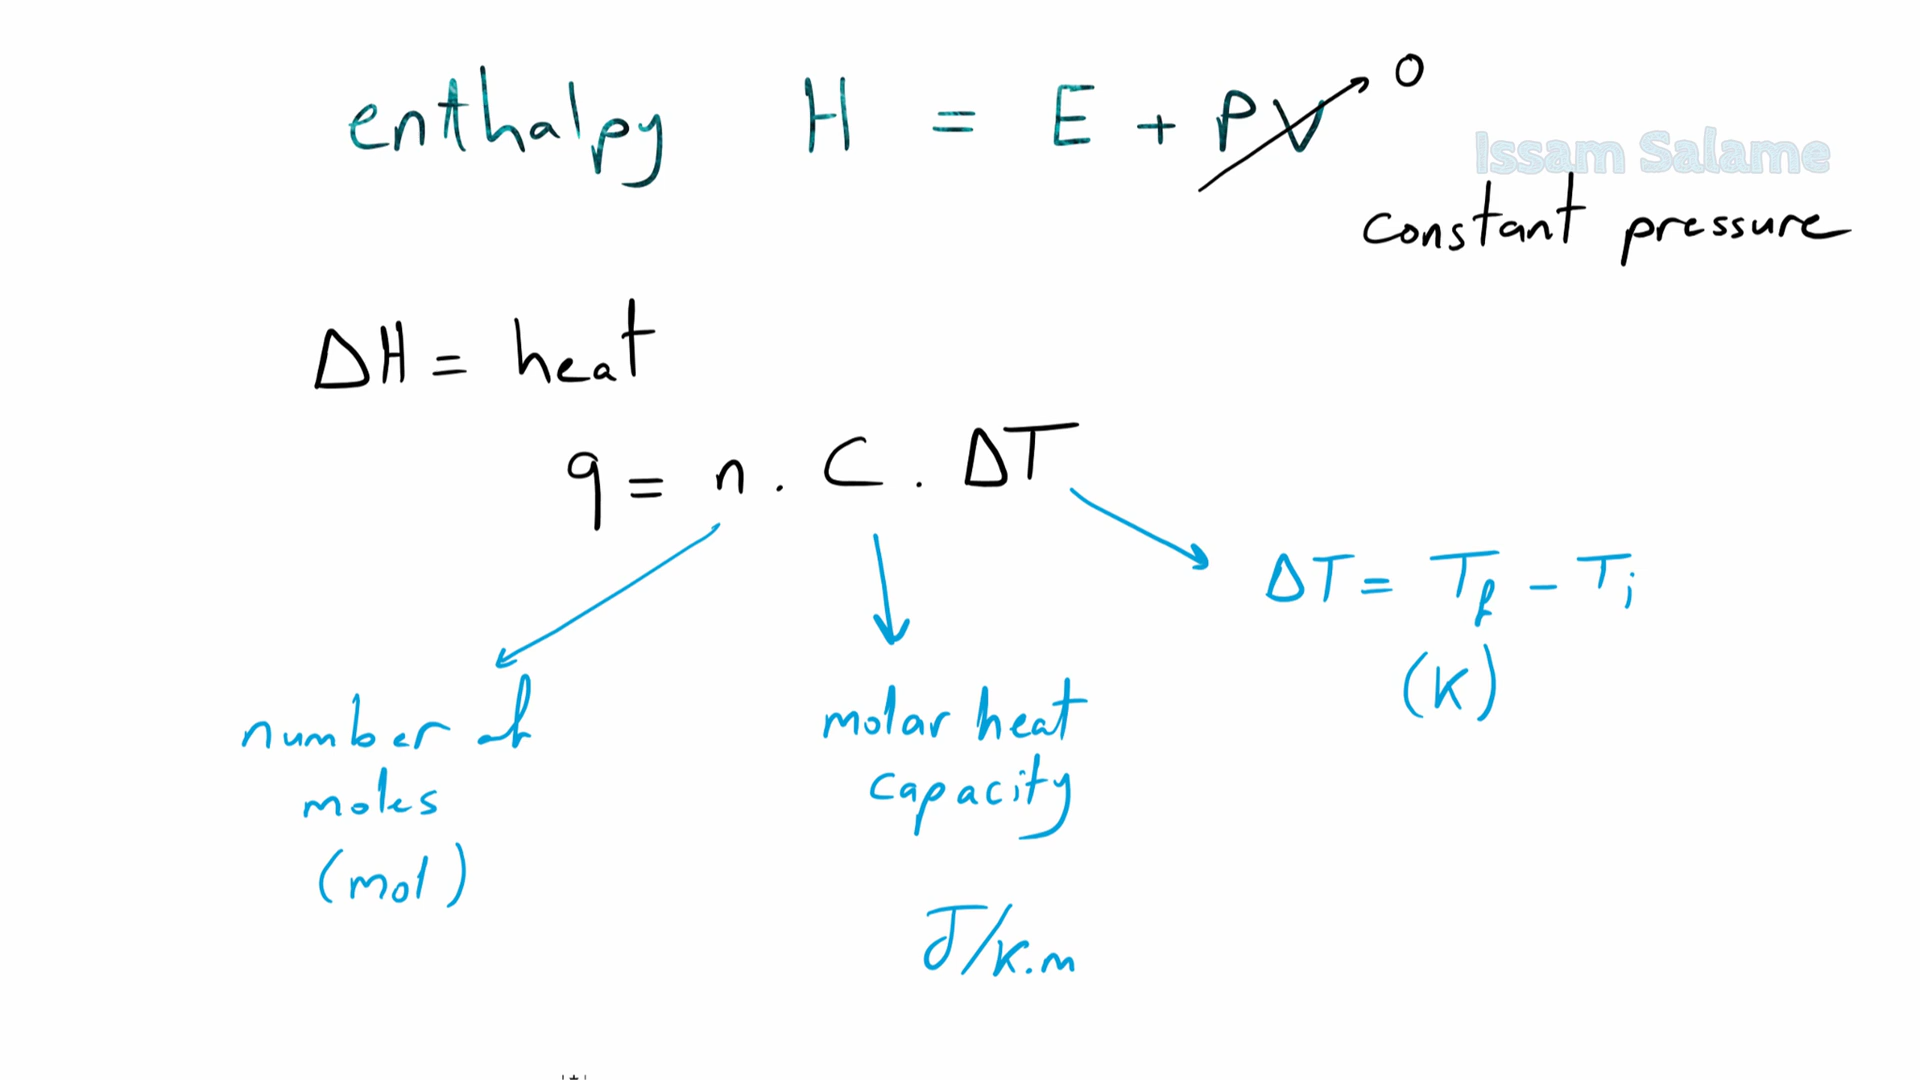 enthalpy H = E + PV 0
Issam Salame
constant pressure
ΔH = heat
q = n . C . ΔT
ΔT = Tf - Ti
(K)
number of
moles
(mol)
molar heat
capacity
J/K.m